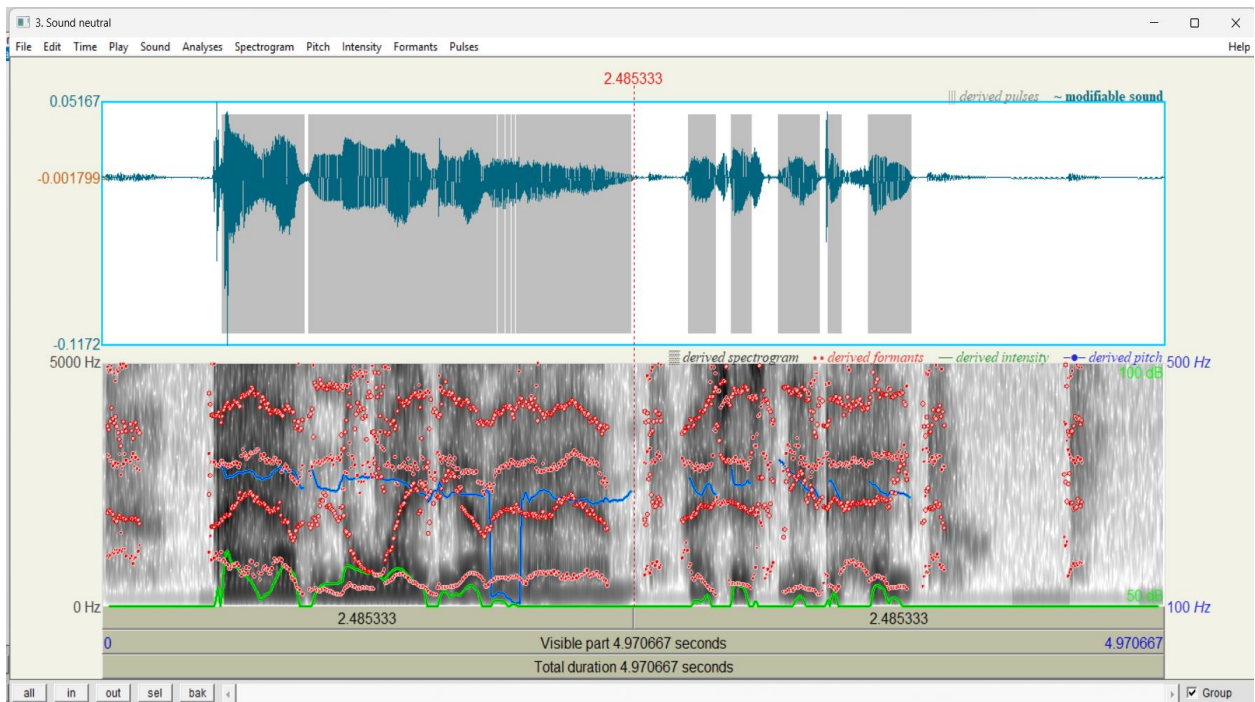 3. Sound neutral
File Edit Time Play Sound Analyses Spectrogram Pitch Intensity Formants Pulses Help
2.485333
0.05167
derived pulses ~ modifiable sound
-0.001799
-0.1172
5000 Hz
derived spectrogram derived formants derived intensity derived pitch
500 Hz
100 dB
50 dB
0 Hz
100 Hz
2.485333 2.485333
0 Visible part 4.970667 seconds 4.970667
Total duration 4.970667 seconds
all in out sel bak Group